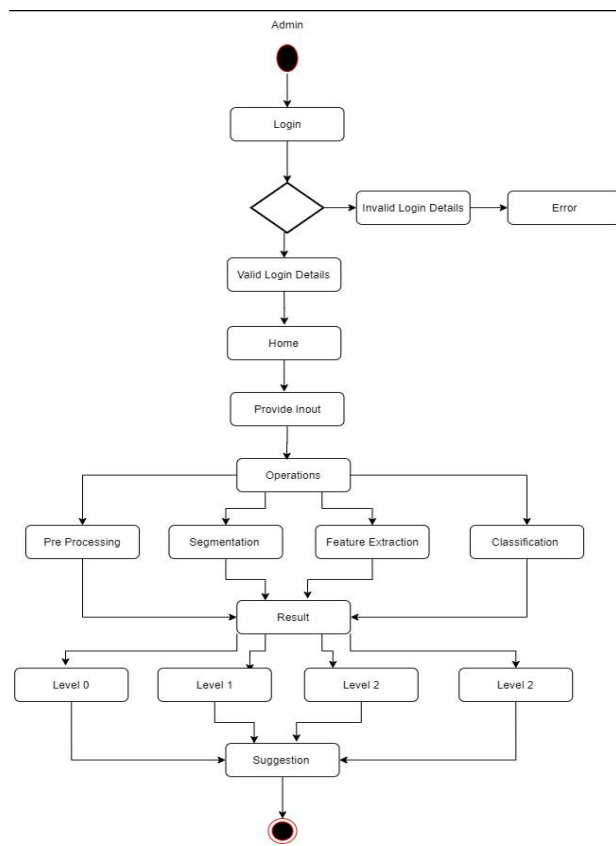 Admin
Login
Invalid Login Details
Error
Valid Login Details
Home
Provide Inout
Operations
Pre Processing
Segmentation
Feature Extraction
Classification
Result
Level 0
Level 1
Level 2
Level 2
Suggestion